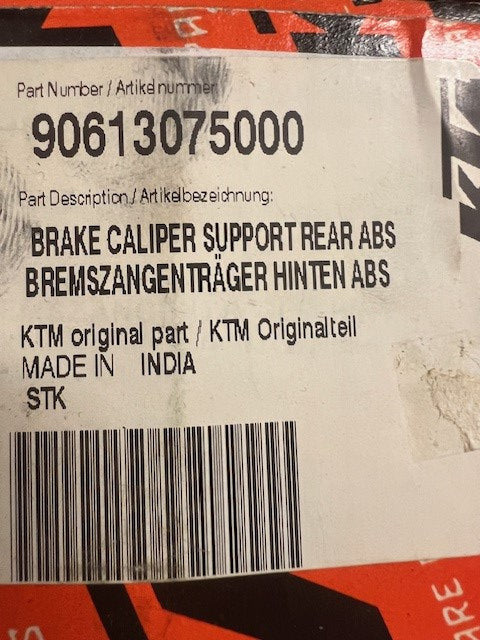 Part Number / Artikelnummer
90613075000
Part Description / Artikelbezeichnung:
BRAKE CALIPER SUPPORT REAR ABS
BREMSZANGENTRÄGER HINTEN ABS
KTM original part / KTM Originalteil
MADE IN INDIA
STK
ARE